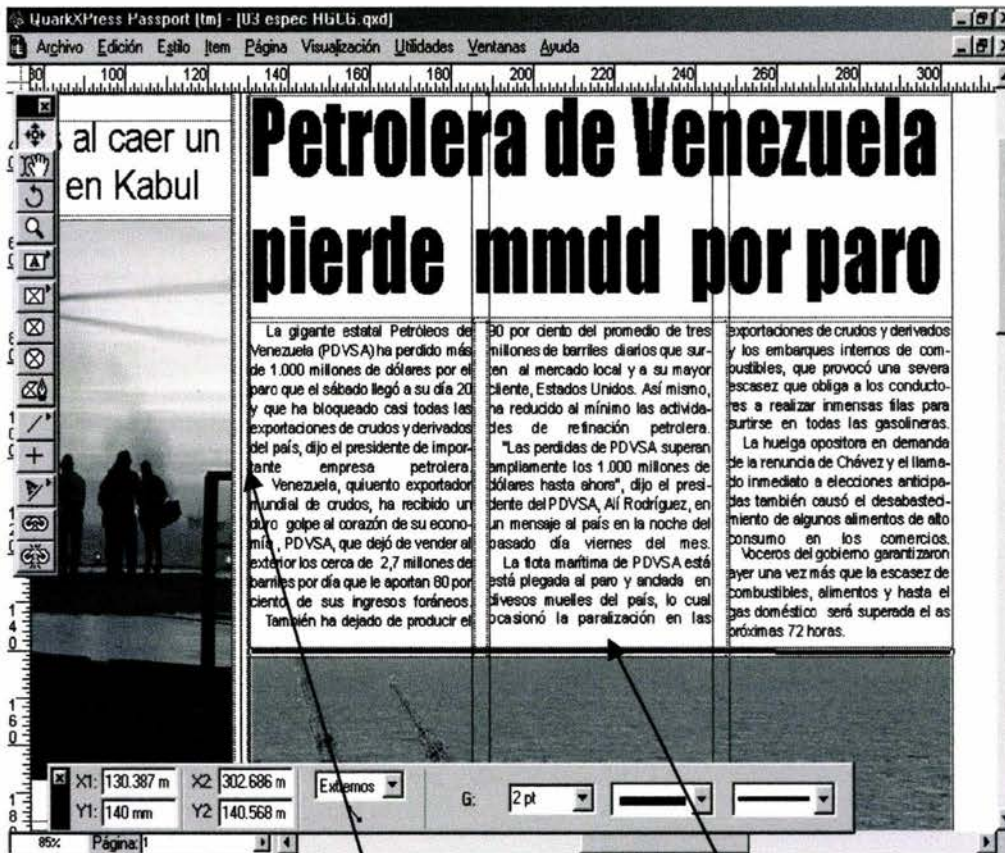 QuarkXPress Passport [tm] - [U3 espec HGCG.qxd]
Archivo Edición Estilo Item Página Visualización Utilidades Ventanas Ayuda
80 100 120 140 160 180 200 220 240 260 280 300
al caer un
en Kabul
Petrolera de Venezuela
pierde mmdd por paro
La gigante estatal Petróleos de
Venezuela (PDVSA) ha perdido más
de 1.000 millones de dólares por el
paro que el sábado llegó a su día 20
y que ha bloqueado casi todas las
exportaciones de crudos y derivados
del país, dijo el presidente de impor-
tante empresa petrolera.
Venezuela, quiuento exportador
mundial de crudos, ha recibido un
duro golpe al corazón de su econo-
mía , PDVSA, que dejó de vender al
exterior los cerca de 2,7 millones de
barriles por día que le aportan 80 por
ciento de sus ingresos foráneos.
También ha dejado de producir el
90 por ciento del promedio de tres
millones de barriles diarios que sur-
ten al mercado local y a su mayor
cliente, Estados Unidos. Así mismo,
ha reducido al mínimo las activida-
des de refinación petrolera.
"Las perdidas de PDVSA superan
ampliamente los 1.000 millones de
dólares hasta ahora", dijo el presi-
dente del PDVSA, Alí Rodríguez, en
un mensaje al país en la noche del
pasado día viernes del mes.
La flota marítima de PDVSA está
está plegada al paro y andada en
divesos muelles del país, lo cual
ocasionó la paralización en las
exportaciones de crudos y derivados
y los embarques internos de com-
bustibles, que provocó una severa
escasez que obliga a los conducto-
res a realizar inmensas filas para
surtirse en todas las gasolineras.
La huelga opositora en demanda
de la renuncia de Chávez y el llama-
do inmediato a elecciones anticipa-
das también causó el desabasteci-
miento de algunos alimentos de alto
consumo en los comercios.
Voceros del gobierno garantizaron
ayer una vez más que la escasez de
combustibles, alimentos y hasta el
gas doméstico será superada el as
próximas 72 horas.
X1: 130.387 m X2: 302.686 m Extremos G: 2 pt
Y1: 140 mm Y2: 140.568 m
85% Página: 1